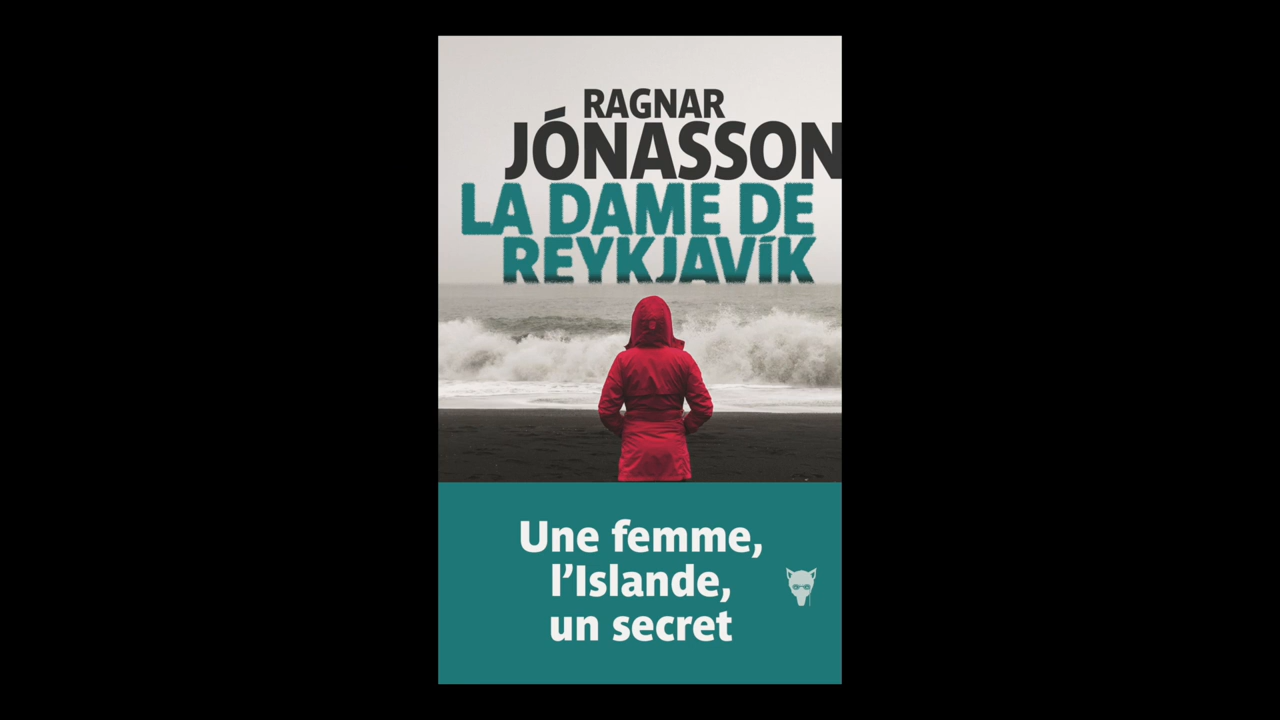 RAGNAR
JÓNASSON
LA DAME DE
REYKJAVÍK
Une femme,
l’Islande,
un secret